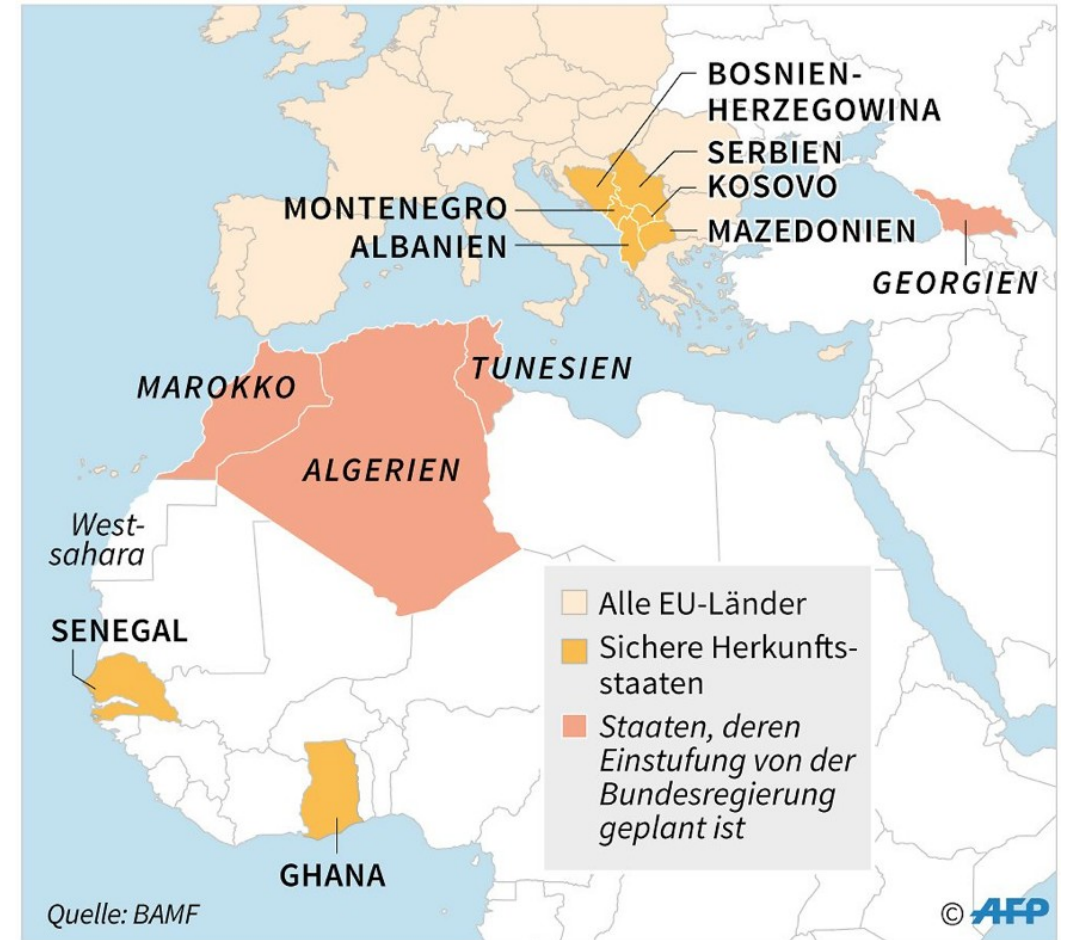 BOSNIEN-
HERZEGOWINA
SERBIEN
KOSOVO
MONTENEGRO
MAZEDONIEN
ALBANIEN
GEORGIEN
TUNESIEN
MAROKKO
ALGERIEN
West-
sahara
SENEGAL
GHANA
Alle EU-Länder
Sichere Herkunfts-
staaten
Staaten, deren
Einstufung von der
Bundesregierung
geplant ist
Quelle: BAMF
© AFP